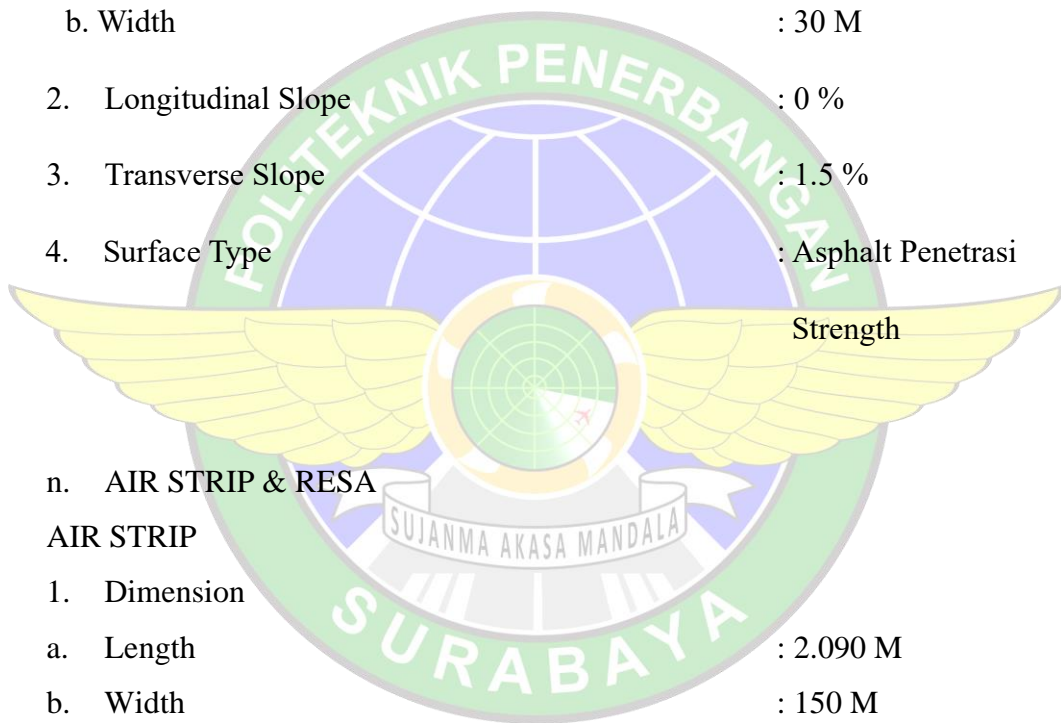 b. Width : 30 M
2. Longitudinal Slope : 0 %
3. Transverse Slope : 1.5 %
4. Surface Type : Asphalt Penetrasi
Strength
n. AIR STRIP & RESA
AIR STRIP
1. Dimension
a. Length : 2.090 M
b. Width : 150 M
POLITEKNIK PENERBANGAN
SUJANMA AKASA MANDALA
SURABAYA